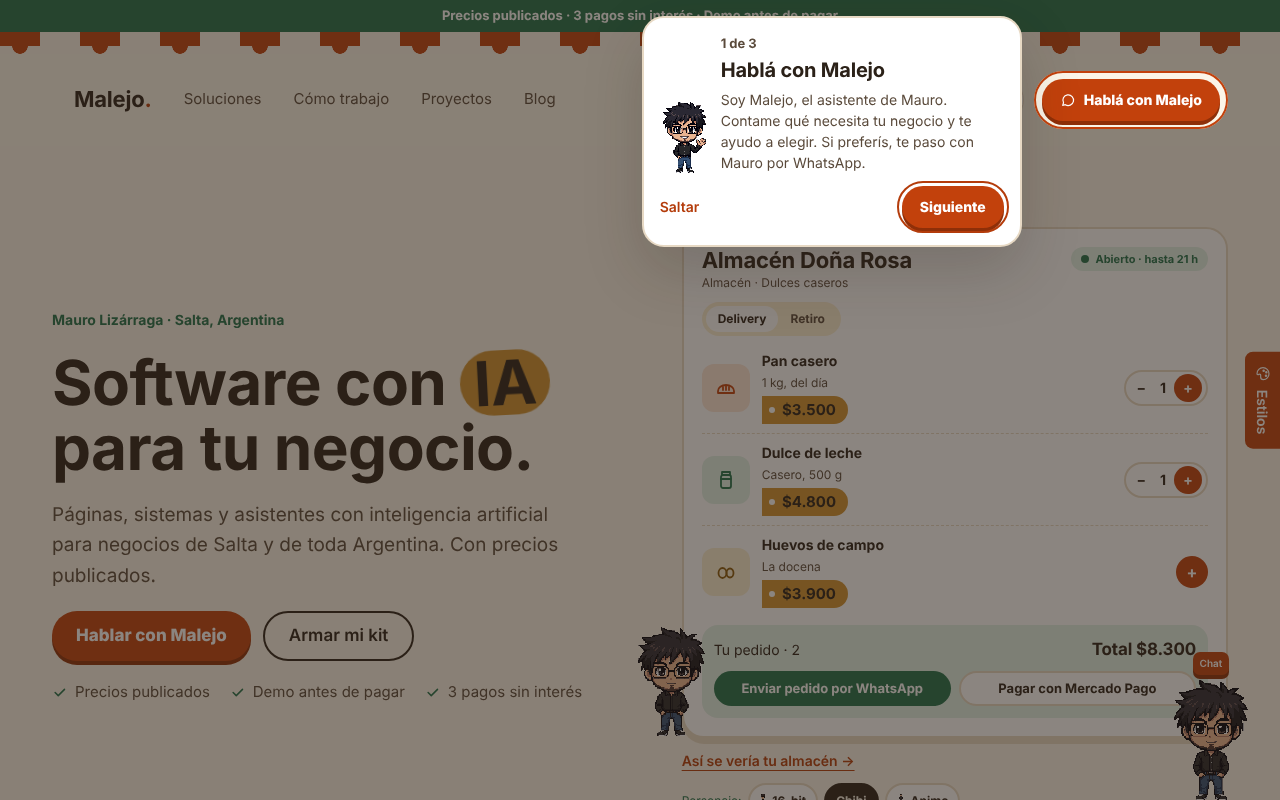 Precios publicados · 3 pagos sin interés · Demo antes de pagar
Malejo.
Soluciones
Cómo trabajo
Proyectos
Blog
Hablá con Malejo
1 de 3
Hablá con Malejo
Soy Malejo, el asistente de Mauro.
Contame qué necesita tu negocio y te
ayudo a elegir. Si preferís, te paso con
Mauro por WhatsApp.
Saltar
Siguiente
Mauro Lizárraga · Salta, Argentina
Software con IA
para tu negocio.
Páginas, sistemas y asistentes con inteligencia artificial
para negocios de Salta y de toda Argentina. Con precios
publicados.
Hablar con Malejo
Armar mi kit
Precios publicados
Demo antes de pagar
3 pagos sin interés
Almacén Doña Rosa
Abierto · hasta 21 h
Almacén · Dulces caseros
Delivery
Retiro
Pan casero
1 kg, del día
$3.500
− 1 +
Dulce de leche
Casero, 500 g
$4.800
− 1 +
Huevos de campo
La docena
$3.900
+
Tu pedido · 2
Total $8.300
Enviar pedido por WhatsApp
Pagar con Mercado Pago
Así se vería tu almacén →
Personaje:
16-bit
Chibi
Anime
Estilos
Chat